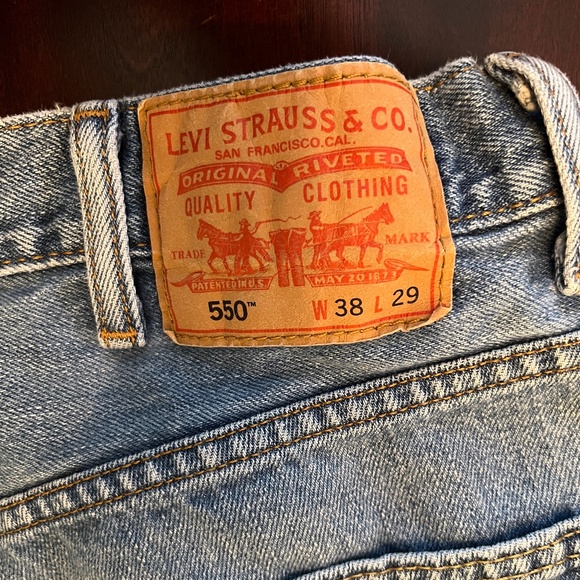 LEVI STRAUSS & CO.
SAN FRANCISCO, CAL.
ORIGINAL RIVETED
QUALITY CLOTHING
TRADE MARK
PATENTED IN U.S. MAY 20 1873
550™ W 38 L 29